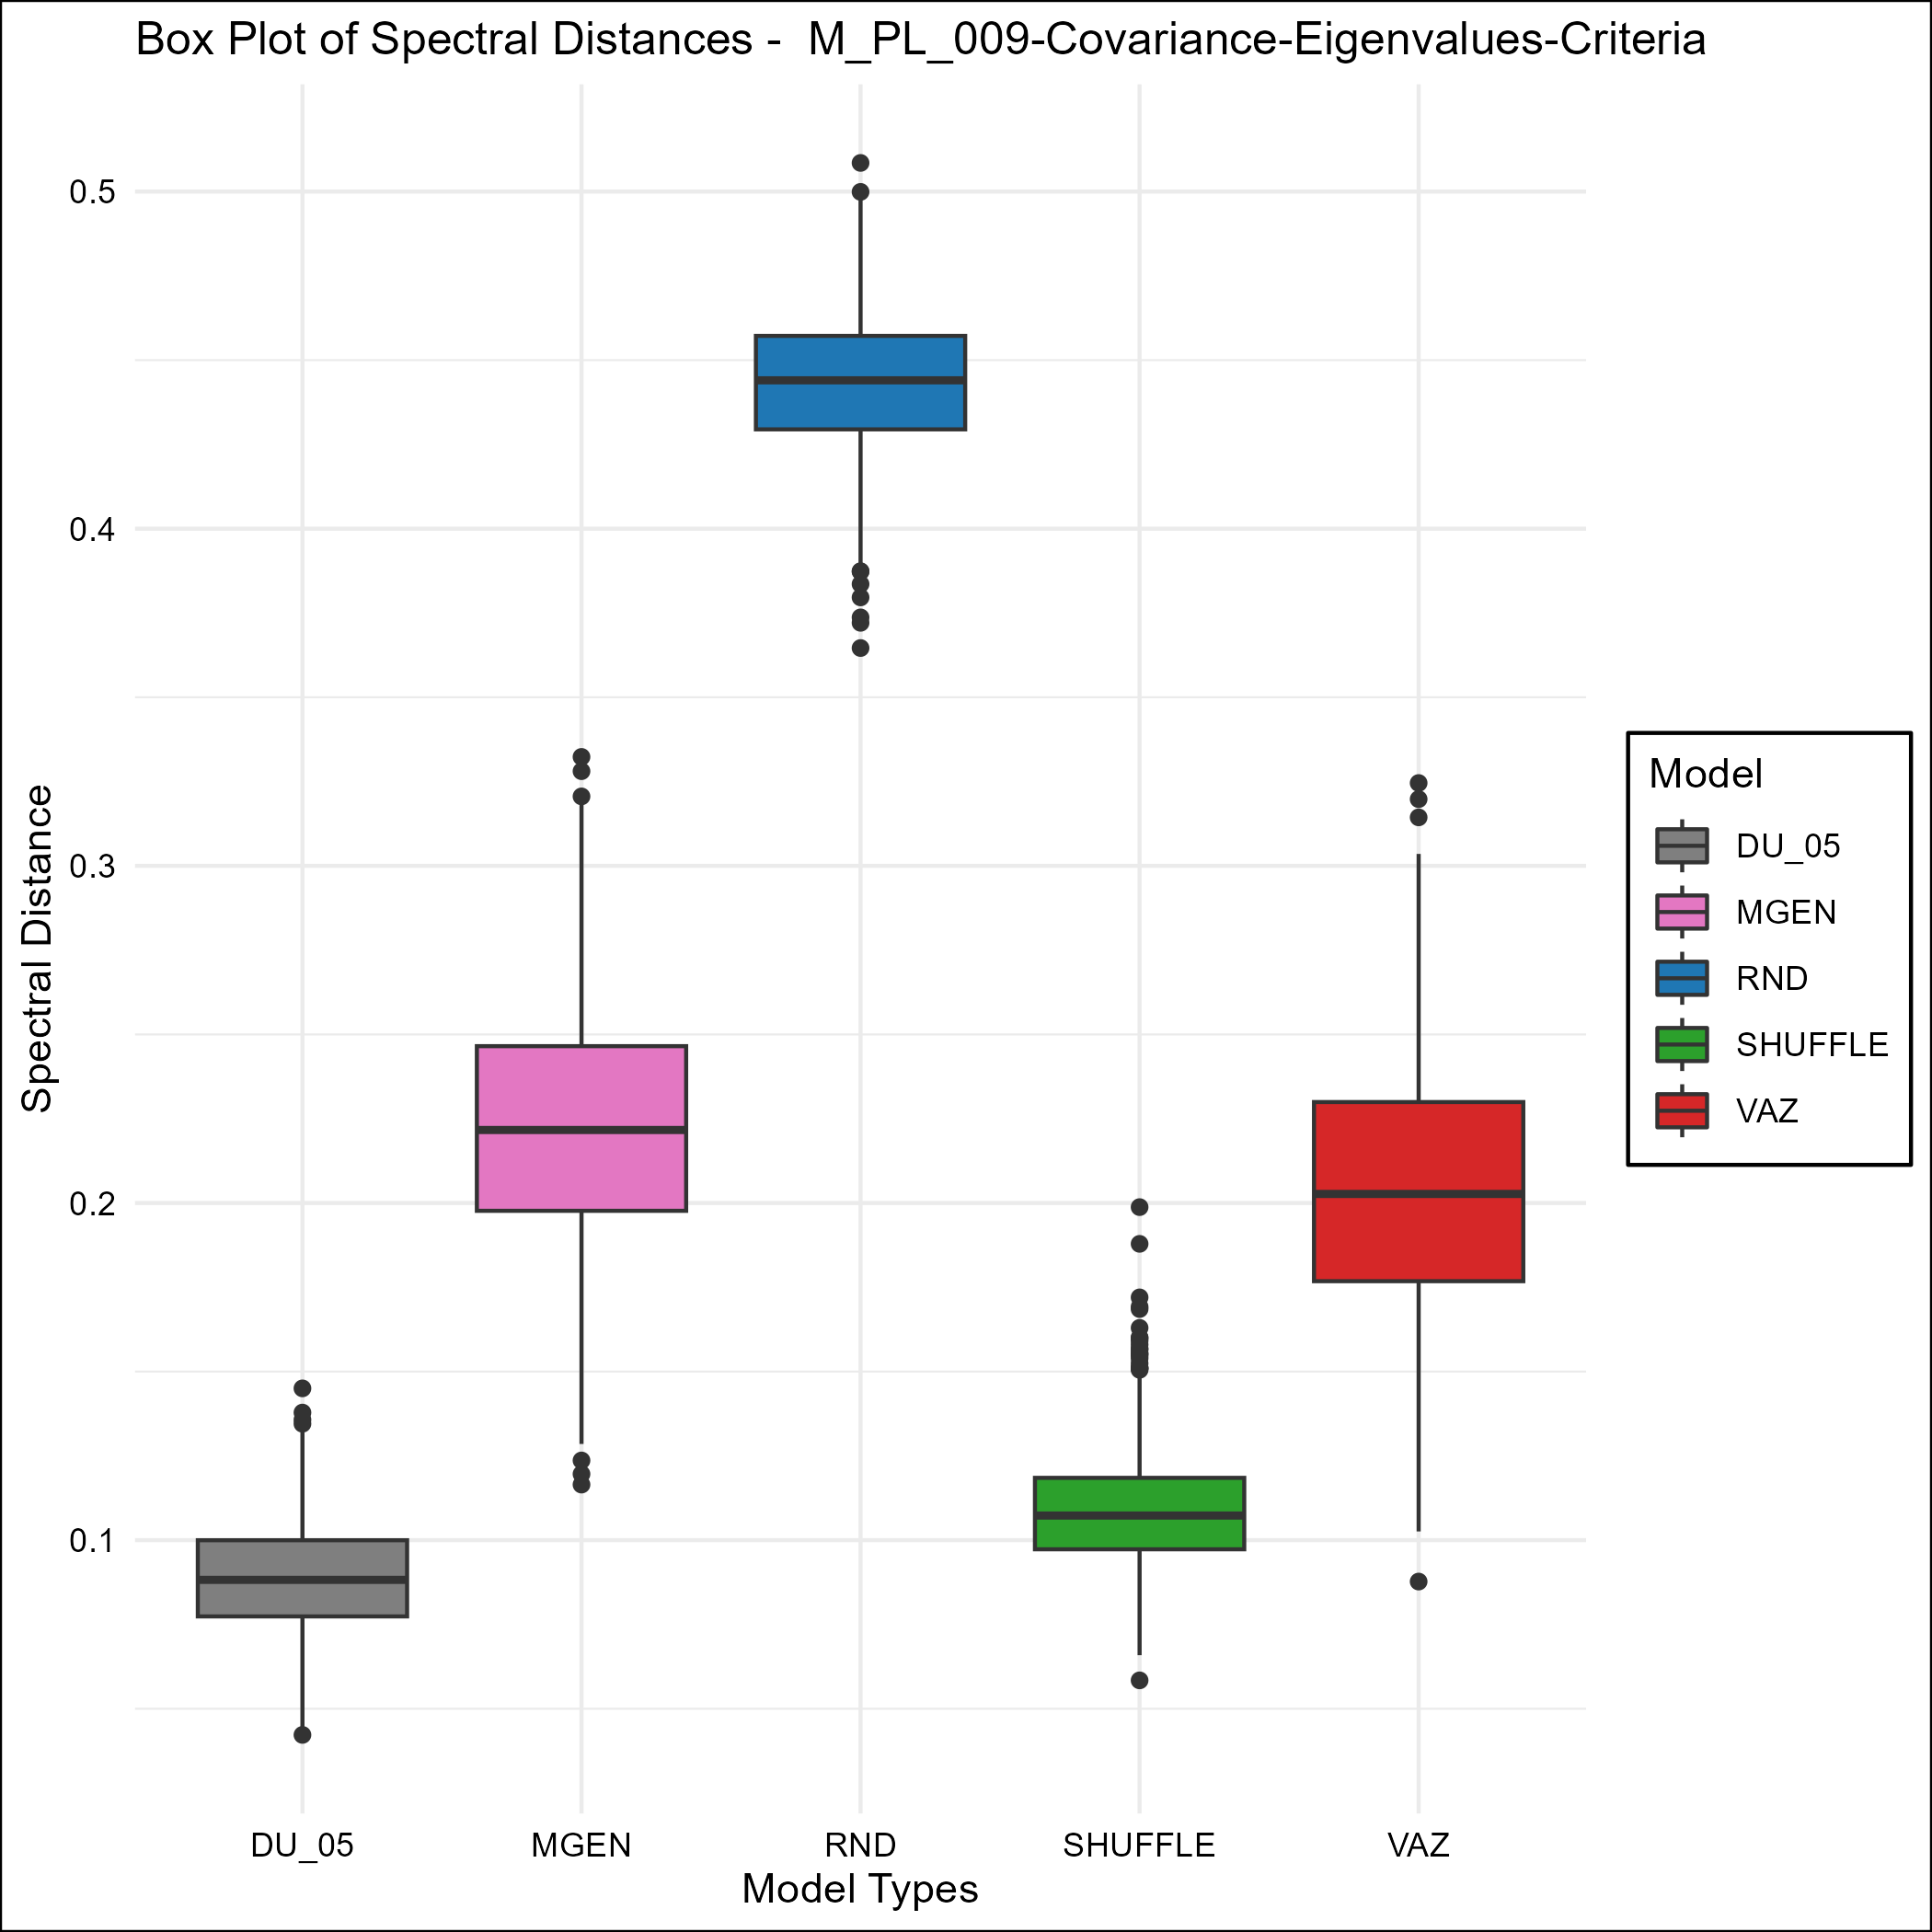 Box Plot of Spectral Distances -  M_PL_009-Covariance-Eigenvalues-Criteria
Spectral Distance
0.5
0.4
0.3
0.2
0.1
DU_05
MGEN
RND
SHUFFLE
VAZ
Model Types
Model
DU_05
MGEN
RND
SHUFFLE
VAZ